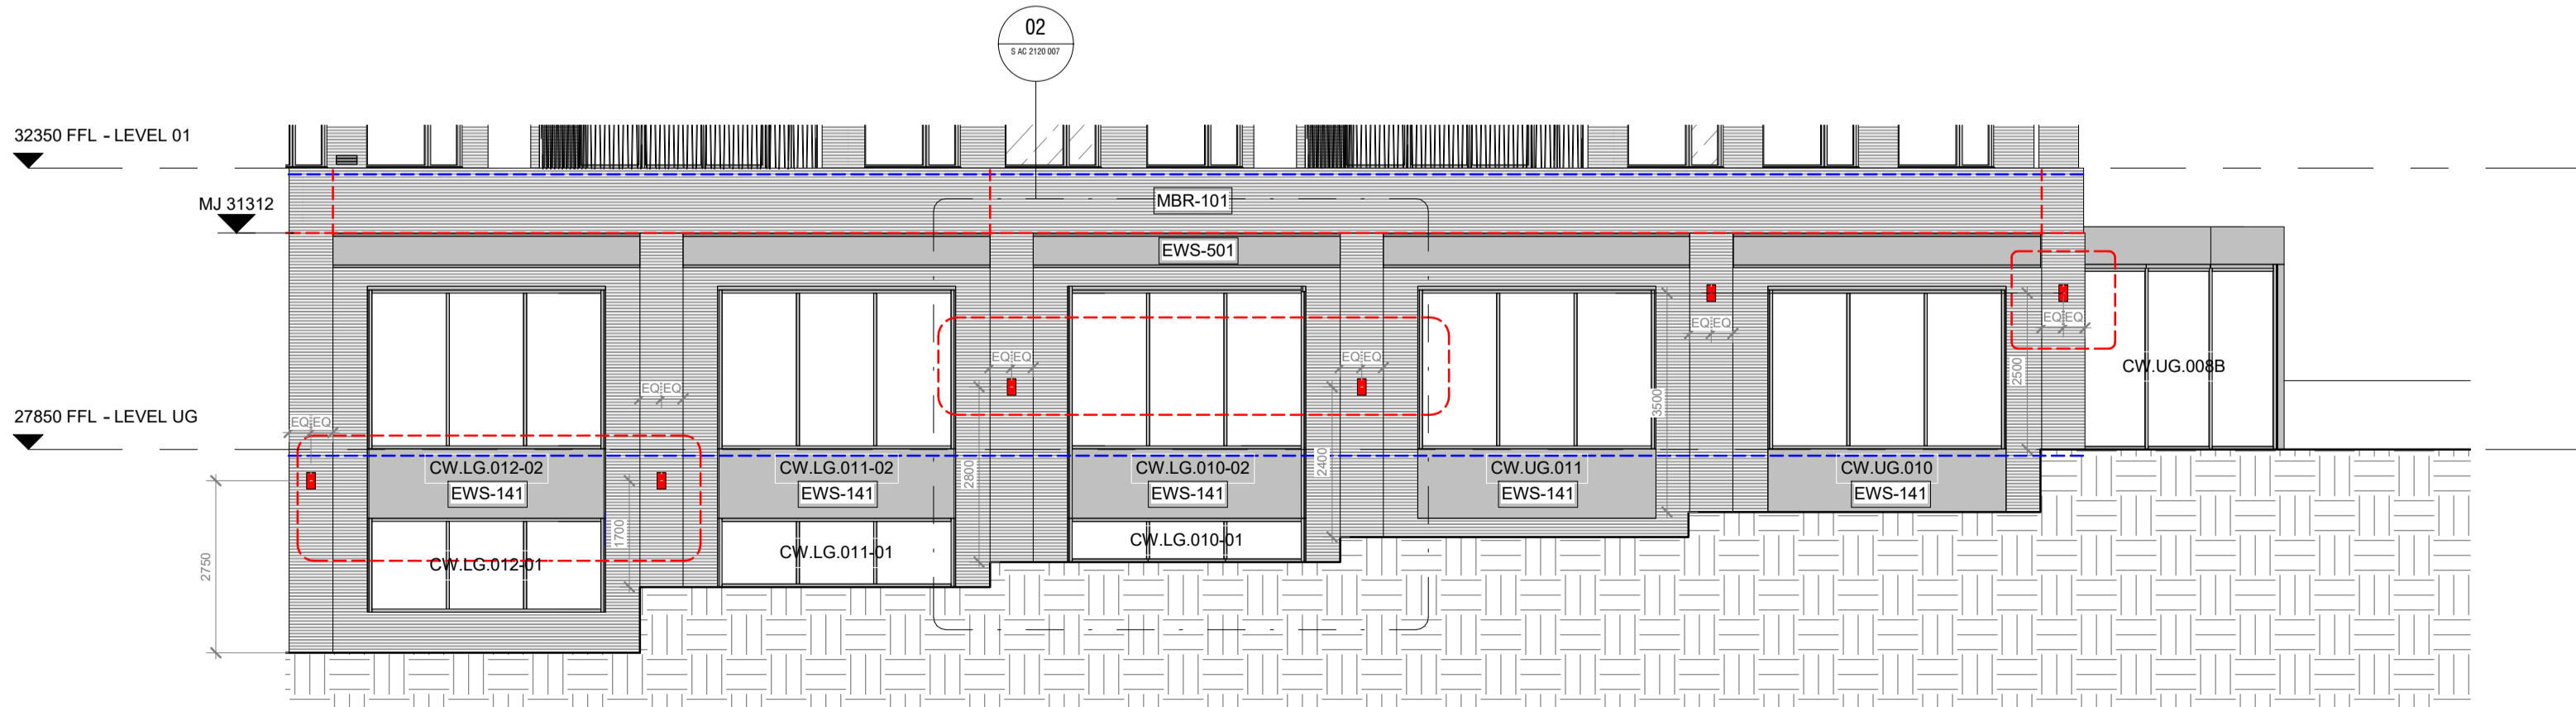 02
S AC 2120 007
32350 FFL - LEVEL 01
MJ 31312
MBR-101
EWS-501
EQ EQ
EQ EQ
EQ EQ
EQ EQ
CW.UG.008B
2500
EQ EQ
3500
27850 FFL - LEVEL UG
EQ EQ
CW.LG.012-02
CW.LG.011-02
CW.LG.010-02
CW.UG.011
CW.UG.010
2800
2400
EWS-141
EWS-141
EWS-141
EWS-141
EWS-141
1700
CW.LG.010-01
CW.LG.011-01
CW.LG.012-01
2750